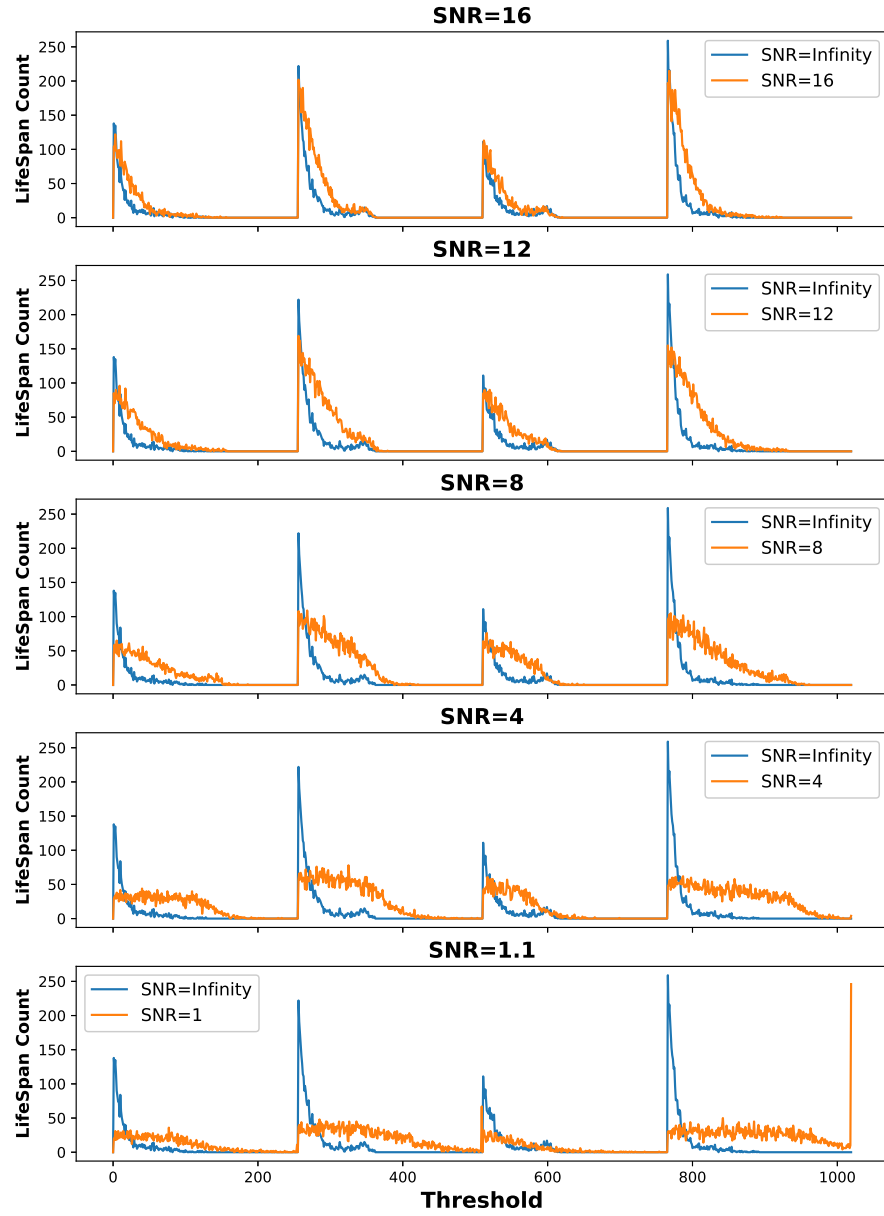 SNR=16
LifeSpan Count
250
200
150
100
50
0
SNR=Infinity
SNR=16
SNR=12
LifeSpan Count
250
200
150
100
50
0
SNR=Infinity
SNR=12
SNR=8
LifeSpan Count
250
200
150
100
50
0
SNR=Infinity
SNR=8
SNR=4
LifeSpan Count
250
200
150
100
50
0
SNR=Infinity
SNR=4
SNR=1.1
LifeSpan Count
250
200
150
100
50
0
SNR=Infinity
SNR=1
0 200 400 600 800 1000
Threshold